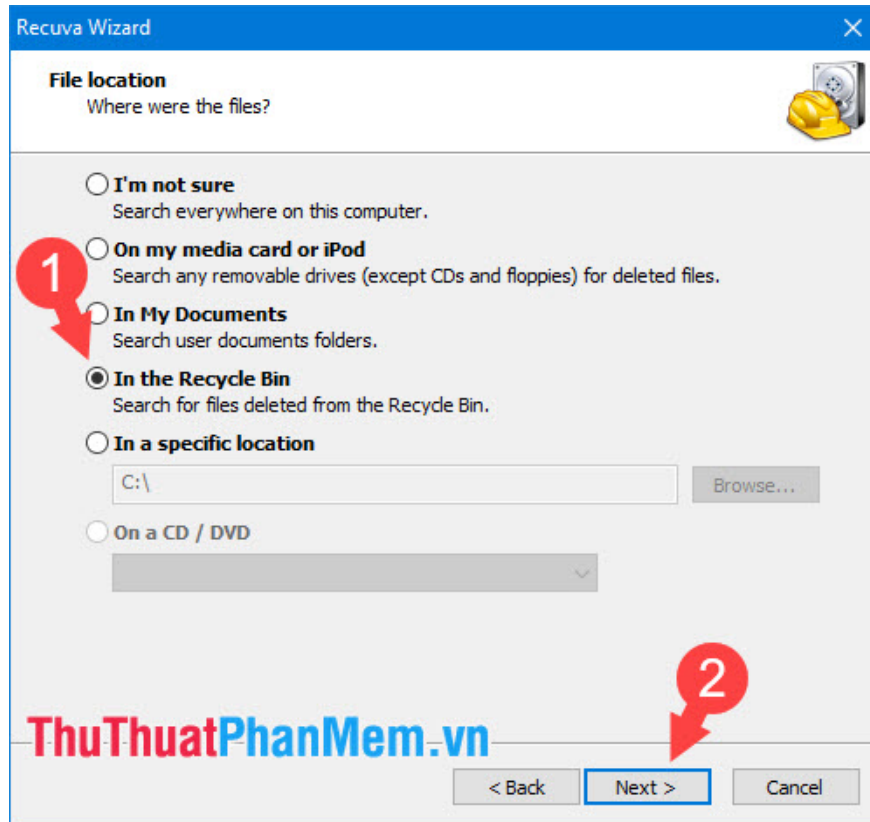 Recuva Wizard
File location
Where were the files?
I'm not sure
Search everywhere on this computer.
On my media card or iPod
Search any removable drives (except CDs and floppies) for deleted files.
1
In My Documents
Search user documents folders.
In the Recycle Bin
Search for files deleted from the Recycle Bin.
In a specific location
C:\
Browse...
On a CD / DVD
2
ThuThuatPhanMem.vn
< Back
Next >
Cancel